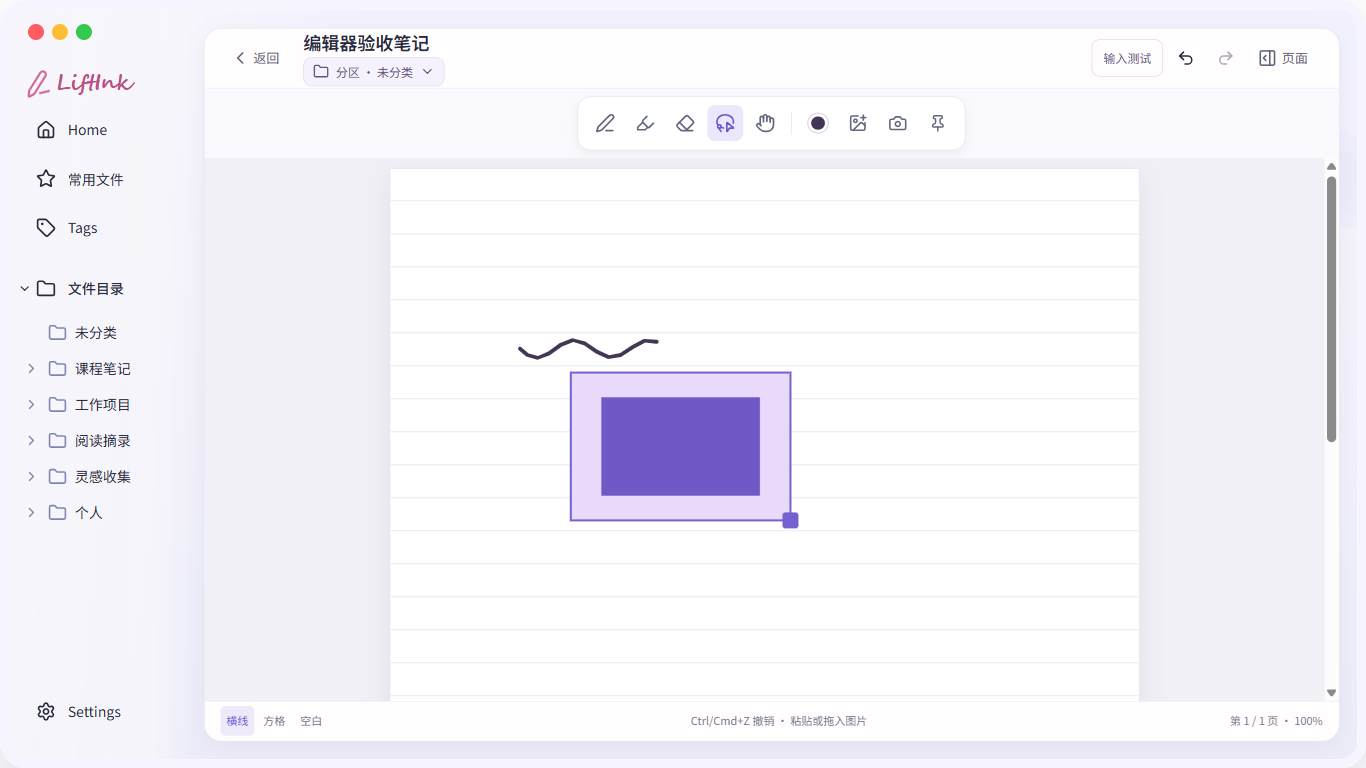 LiftInk
Home
常用文件
Tags
文件目录
未分类
课程笔记
工作项目
阅读摘录
灵感收集
个人
Settings
返回
编辑器验收笔记
分区 · 未分类
输入测试
页面
横线
方格
空白
Ctrl/Cmd+Z 撤销 · 粘贴或拖入图片
第 1 / 1 页 · 100%